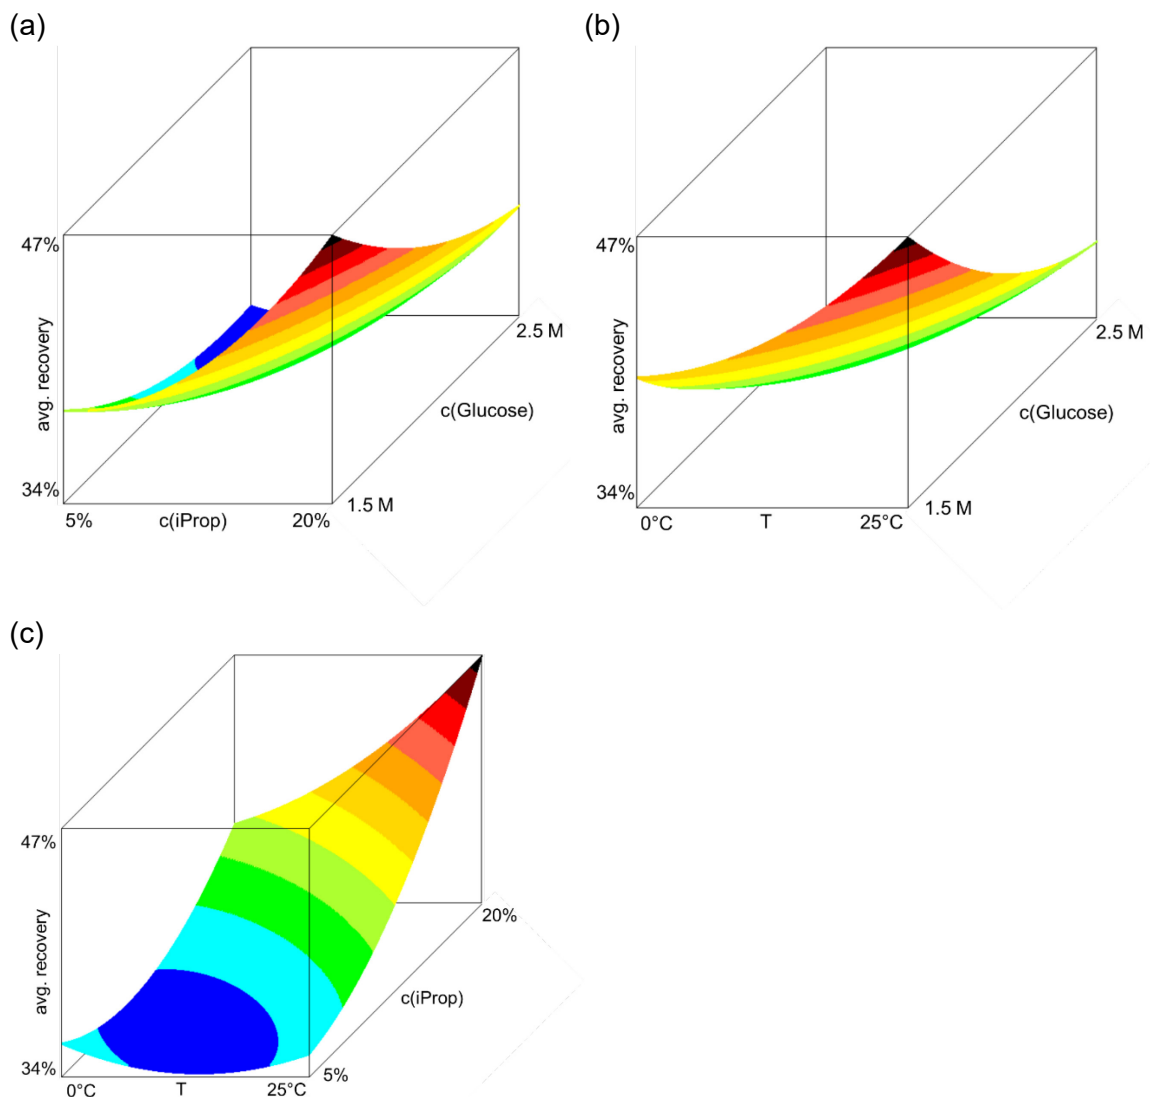 (a)
47%
avg. recovery
34%
5%
c(iProp)
20%
1.5 M
c(Glucose)
2.5 M
(b)
47%
avg. recovery
34%
0°C
T
25°C
1.5 M
c(Glucose)
2.5 M
(c)
47%
avg. recovery
34%
0°C
T
25°C
5%
c(iProp)
20%